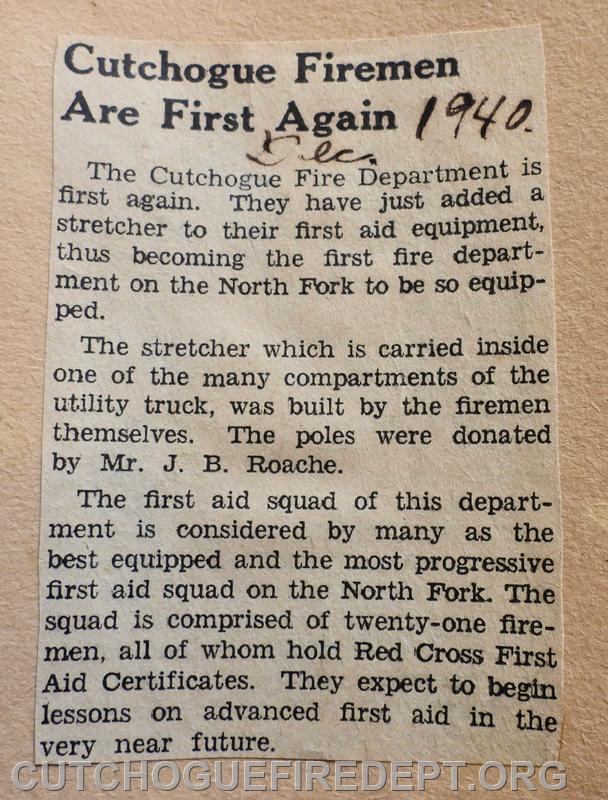 Cutchogue Firemen
Are First Again 1940.
Dec.
The Cutchogue Fire Department is
first again. They have just added a
stretcher to their first aid equipment,
thus becoming the first fire depart-
ment on the North Fork to be so equip-
ped.
The stretcher which is carried inside
one of the many compartments of the
utility truck, was built by the firemen
themselves. The poles were donated
by Mr. J. B. Roache.
The first aid squad of this depart-
ment is considered by many as the
best equipped and the most progressive
first aid squad on the North Fork. The
squad is comprised of twenty-one fire-
men, all of whom hold Red Cross First
Aid Certificates. They expect to begin
lessons on advanced first aid in the
very near future.
CUTCHOGUEFIREDEPT.ORG